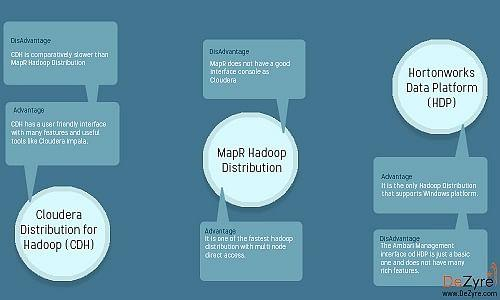 DisAdvantage
CDH is comparatively slower than
MapR Hadoop Distribution
Advantage
CDH has a user friendly interface
with many features and useful
tools like Cloudera Impala.
Cloudera
Distribution for
Hadoop (CDH)
DisAdvantage
MapR does not have a good
interface console as
Cloudera
MapR Hadoop
Distribution
Advantage
It is one of the fastest hadoop
distribution with multi node
direct access.
Hortonworks
Data Platform
(HDP)
Advantage
It is the only Hadoop Distribution
that supports Windows platform.
DisAdvantage
The Ambari Management
interface od HDP is just a basic
one and does not have many
rich features.
DeZyre
www.DeZyre.com